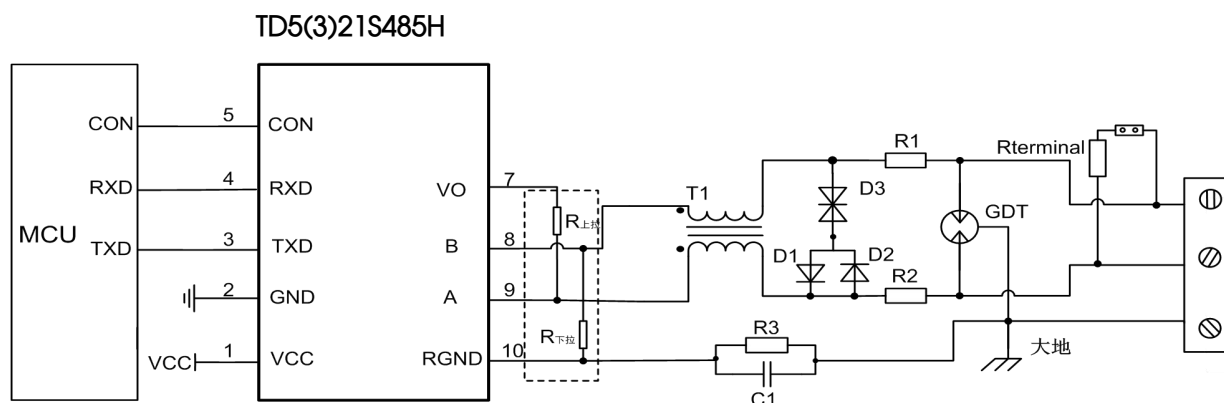 TD5(3)21S485H
MCU
CON
RXD
TXD
5
4
3
2
1
VCC
CON
RXD
TXD
GND
VCC
VO
B
A
RGND
7
8
9
10
R上拉
R下拉
T1
D3
D1
D2
R1
R2
GDT
Rterminal
R3
C1
大地